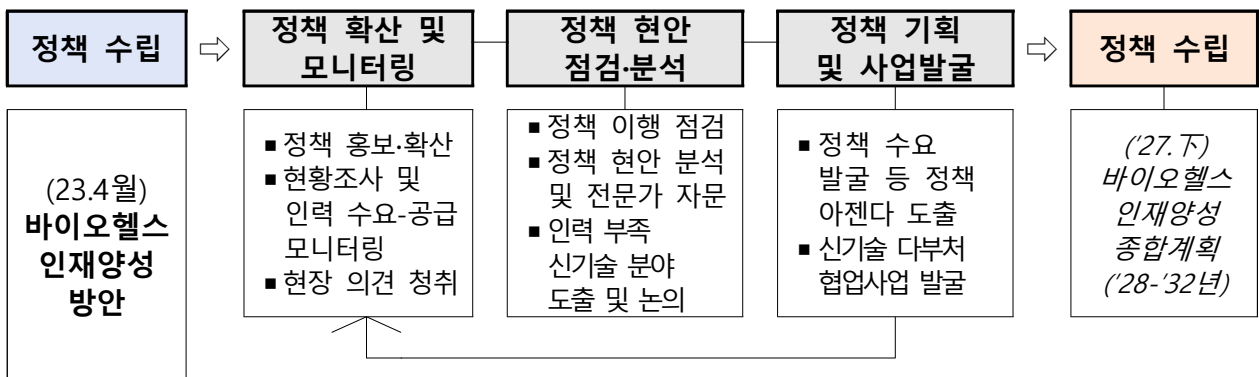 정책 수립
⇨
정책 확산 및
모니터링
정책 현안
점검·분석
정책 기획
및 사업발굴
⇨
정책 수립
(23.4월)
바이오헬스
인재양성
방안
▪ 정책 홍보·확산
▪ 현황조사 및
인력 수요-공급
모니터링
▪ 현장 의견 청취
▪ 정책 이행 점검
▪ 정책 현안 분석
및 전문가 자문
▪ 인력 부족
신기술 분야
도출 및 논의
▪ 정책 수요
발굴 등 정책
아젠다 도출
▪ 신기술 다부처
협업사업 발굴
('27.下)
바이오헬스
인재양성
종합계획
('28-'32년)